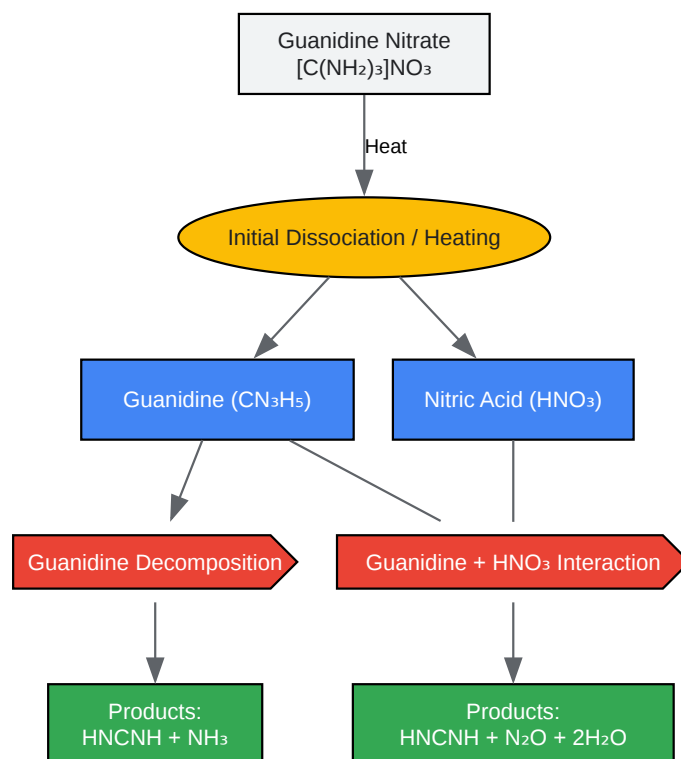 Guanidine Nitrate
[C(NH₂)₃]NO₃
Heat
Initial Dissociation / Heating
Guanidine (CN₃H₅)
Nitric Acid (HNO₃)
Guanidine Decomposition
Guanidine + HNO₃ Interaction
Products:
HNCNH + NH₃
Products:
HNCNH + N₂O + 2H₂O